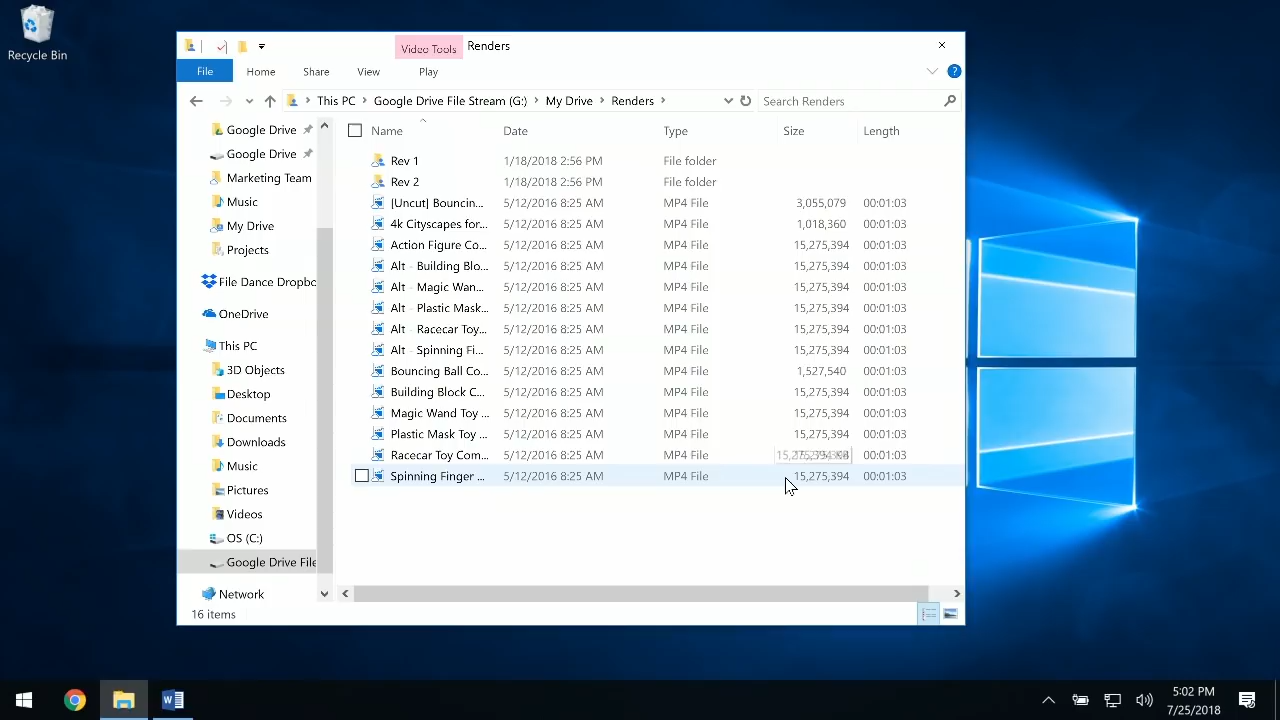 Recycle Bin
Video Tools Renders
File Home Share View Play
This PC Google Drive File Stream (G:) My Drive Renders Search Renders
Name Date Type Size Length
Google Drive
Google Drive
Marketing Team
Music
My Drive
Projects
File Dance Dropbo
OneDrive
This PC
3D Objects
Desktop
Documents
Downloads
Music
Pictures
Videos
OS (C:)
Google Drive File
Network
Rev 1 1/18/2018 2:56 PM File folder
Rev 2 1/18/2018 2:56 PM File folder
[Uncut] Bouncin... 5/12/2016 8:25 AM MP4 File 3,055,079 00:01:03
4k Cityscapes for... 5/12/2016 8:25 AM MP4 File 1,018,360 00:01:03
Action Figure Co... 5/12/2016 8:25 AM MP4 File 15,275,394 00:01:03
Alt - Building Blo... 5/12/2016 8:25 AM MP4 File 15,275,394 00:01:03
Alt - Magic Wan... 5/12/2016 8:25 AM MP4 File 15,275,394 00:01:03
Alt - Plastic Mask... 5/12/2016 8:25 AM MP4 File 15,275,394 00:01:03
Alt - Racecar Toy... 5/12/2016 8:25 AM MP4 File 15,275,394 00:01:03
Alt - Spinning Fi... 5/12/2016 8:25 AM MP4 File 15,275,394 00:01:03
Bouncing Ball Co... 5/12/2016 8:25 AM MP4 File 1,527,540 00:01:03
Building Block C... 5/12/2016 8:25 AM MP4 File 15,275,394 00:01:03
Magic Wand Toy ... 5/12/2016 8:25 AM MP4 File 15,275,394 00:01:03
Plastic Mask Toy ... 5/12/2016 8:25 AM MP4 File 15,275,394 00:01:03
Racecar Toy Com... 5/12/2016 8:25 AM MP4 File 00:01:03
Spinning Finger ... 5/12/2016 8:25 AM MP4 File 15,275,394 00:01:03
16 items
5:02 PM
7/25/2018